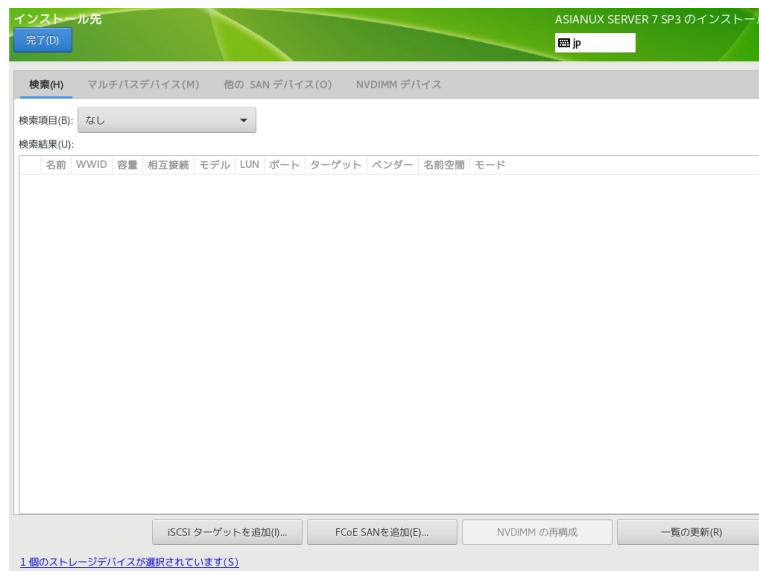 インストール先
ASIANUX SERVER 7 SP3 のインストー
完了(D)
jp
検索(H) マルチパスデバイス(M) 他の SAN デバイス(O) NVDIMM デバイス
検索項目(B): なし
検索結果(U):
名前 WWID 容量 相互接続 モデル LUN ポート ターゲット ベンダー 名前空間 モード
iSCSI ターゲットを追加(I)... FCoE SANを追加(E)... NVDIMM の再構成 一覧の更新(R)
1 個のストレージデバイスが選択されています(S)